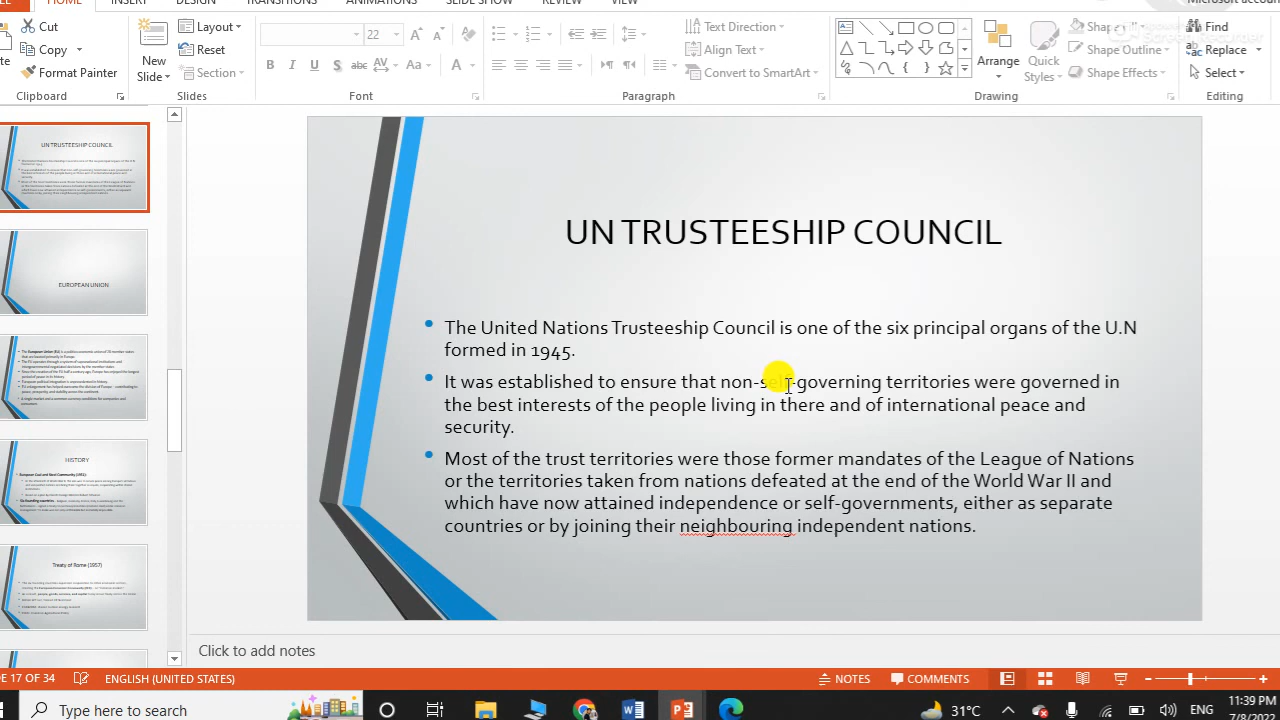 HOME INSERT DESIGN TRANSITIONS ANIMATIONS SLIDE SHOW REVIEW VIEW Microsoft account
Cut
Copy
Format Painter
Clipboard
New
Slide
Layout
Reset
Section
Slides
22
B I U S abc AV Aa A
Font
Text Direction
Align Text
Convert to SmartArt
Paragraph
Arrange
Quick
Styles
Shape Outline
Shape Effects
Drawing
Find
Replace
Select
Editing
UN TRUSTEESHIP COUNCIL
EUROPEAN UNION
HISTORY
Treaty of Rome (1957)
UN TRUSTEESHIP COUNCIL
The United Nations Trusteeship Council is one of the six principal organs of the U.N
formed in 1945.
It was established to ensure that non-self-governing territories were governed in
the best interests of the people living in there and of international peace and
security.
Most of the trust territories were those former mandates of the League of Nations
or the territories taken from nations defeated at the end of the World War II and
which have now attained independence or self-governments, either as separate
countries or by joining their neighbouring independent nations.
Click to add notes
17 OF 34
ENGLISH (UNITED STATES)
NOTES
COMMENTS
Type here to search
31°C
ENG
11:39 PM